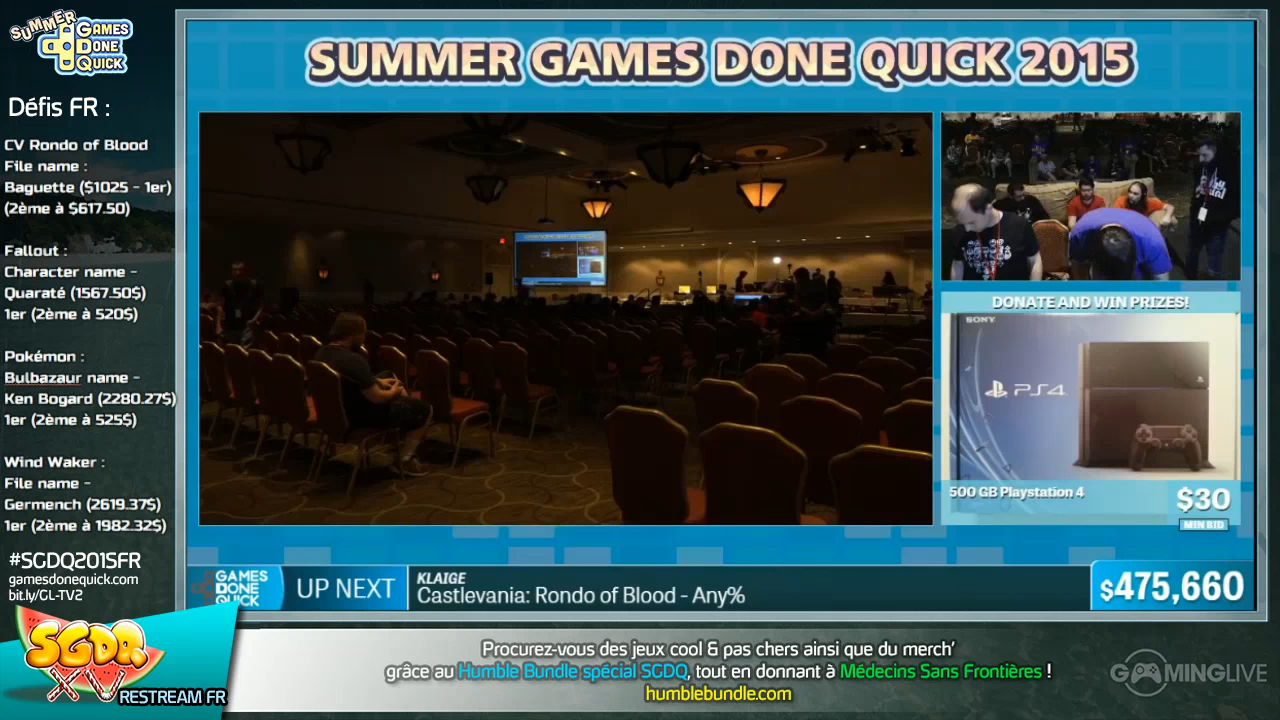 SUMMER
GAMES
DONE
QUICK
SUMMER GAMES DONE QUICK 2015
Défis FR :
CV Rondo of Blood
File name :
Baguette ($1025 - 1er)
(2ème à $617.50)
Fallout :
Character name -
Quaraté (1567.50$)
1er (2ème à 520$)
Pokémon :
Bulbazaur name -
Ken Bogard (2280.27$)
1er (2ème à 525$)
Wind Waker :
File name -
Germench (2619.37$)
1er (2ème à 1982.32$)
#SGDQ2015FR
gamesdonequick.com
bit.ly/GL-TV2
DONATE AND WIN PRIZES!
SONY
PS4
500 GB Playstation 4
$30
MIN BID
GAMES
DONE
QUICK
UP NEXT
KLAIGE
Castlevania: Rondo of Blood - Any%
$475,660
SGDQ
XV
RESTREAM FR
Procurez-vous des jeux cool & pas chers ainsi que du merch'
grâce au Humble Bundle spécial SGDQ, tout en donnant à Médecins Sans Frontières !
humblebundle.com
GAMINGLIVE